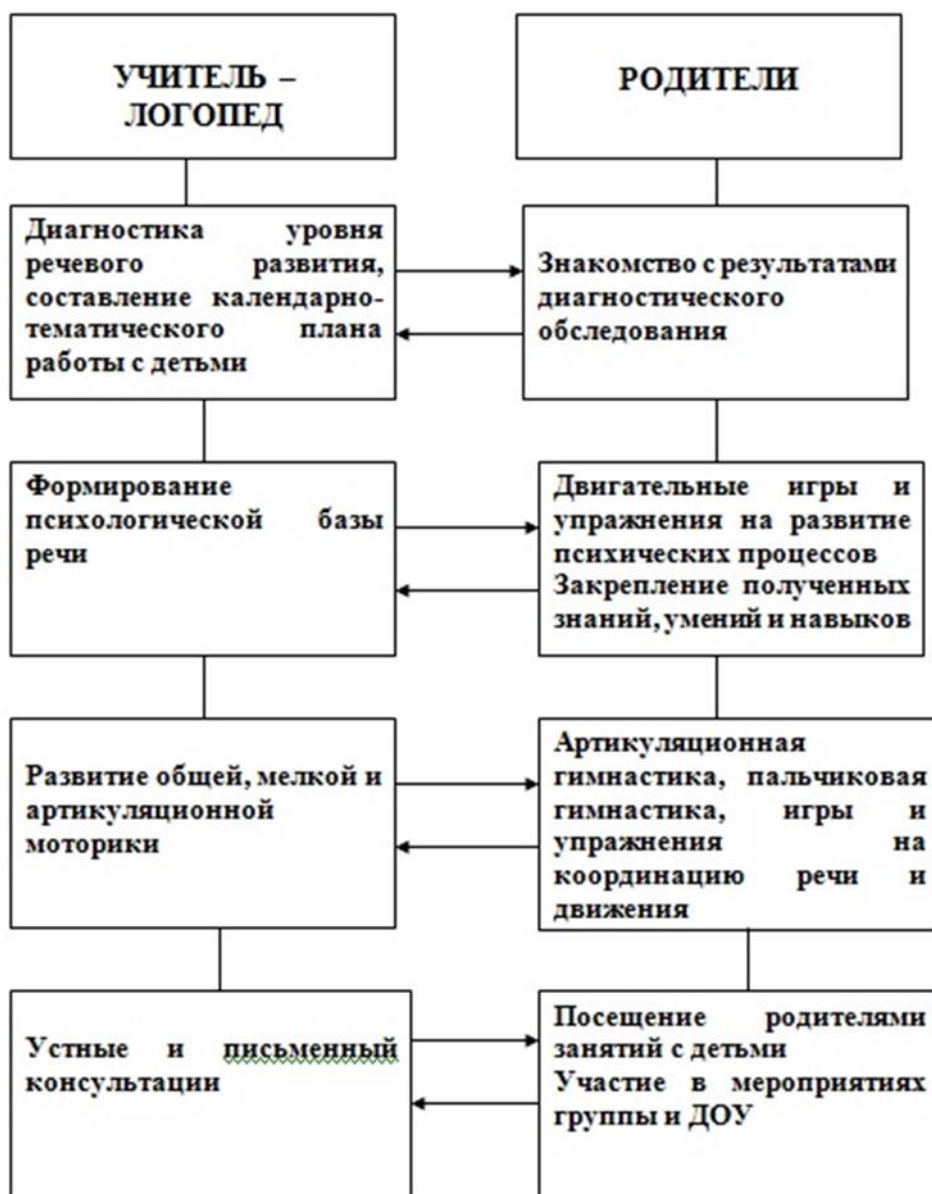 УЧИТЕЛЬ –
ЛОГОПЕД
РОДИТЕЛИ
Диагностика уровня
речевого развития,
составление календарно-
тематического плана
работы с детьми
Знакомство с результатами
диагностического
обследования
Формирование
психологической базы
речи
Двигательные игры и
упражнения на развитие
психических процессов
Закрепление полученных
знаний, умений и навыков
Развитие общей, мелкой и
артикуляционной
моторики
Артикуляционная
гимнастика, пальчиковая
гимнастика, игры и
упражнения на
координацию речи и
движения
Устные и письменный
консультации
Посещение родителями
занятий с детьми
Участие в мероприятиях
группы и ДОУ